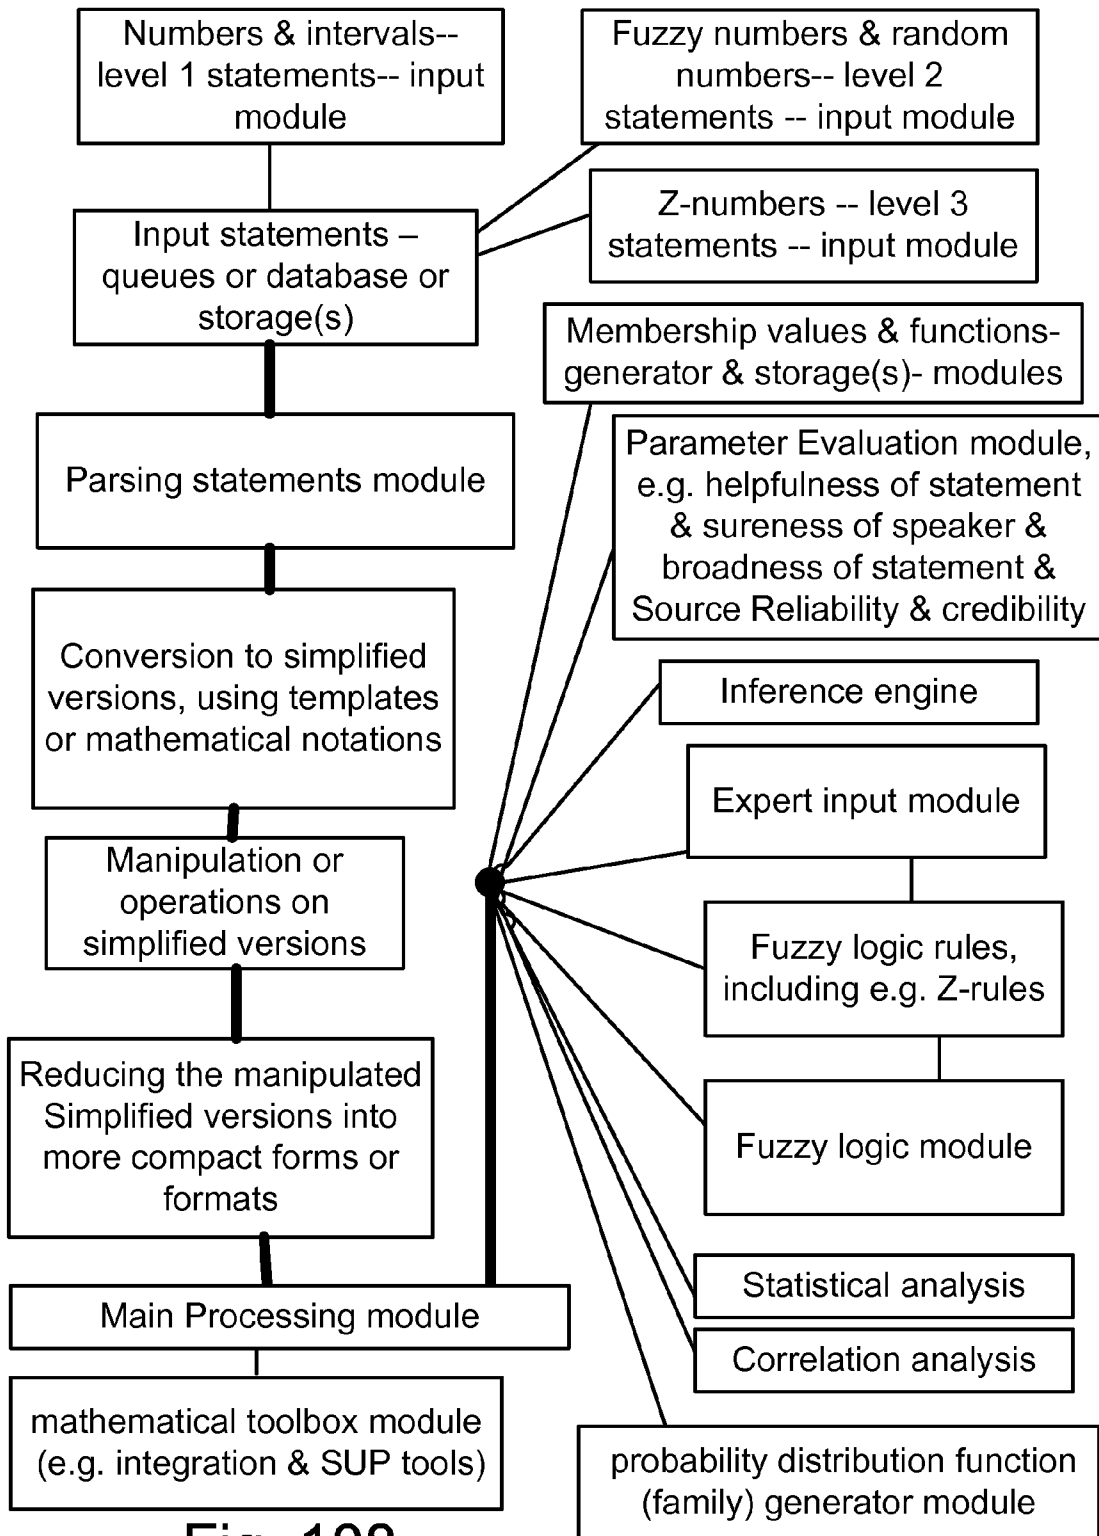 Numbers & intervals--
level 1 statements-- input
module
Fuzzy numbers & random
numbers-- level 2
statements -- input module
Z-numbers -- level 3
statements -- input module
Input statements –
queues or database or
storage(s)
Membership values & functions-
generator & storage(s)- modules
Parsing statements module
Parameter Evaluation module,
e.g. helpfulness of statement
& sureness of speaker &
broadness of statement &
Source Reliability & credibility
Conversion to simplified
versions, using templates
or mathematical notations
Inference engine
Expert input module
Manipulation or
operations on
simplified versions
Fuzzy logic rules,
including e.g. Z-rules
Reducing the manipulated
Simplified versions into
more compact forms or
formats
Fuzzy logic module
Statistical analysis
Main Processing module
Correlation analysis
mathematical toolbox module
(e.g. integration & SUP tools)
probability distribution function
(family) generator module